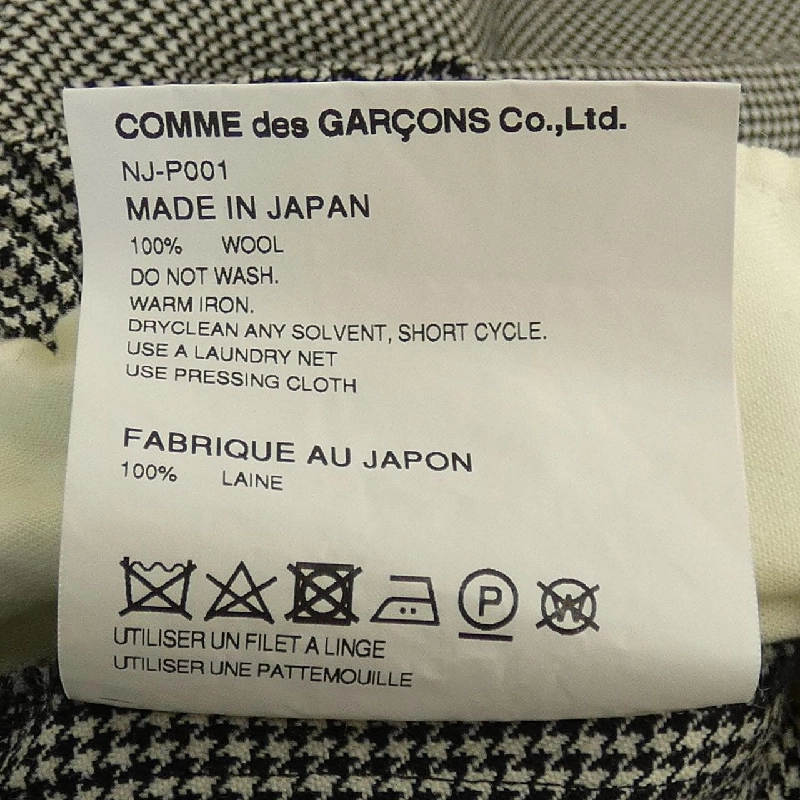 COMME des GARÇONS Co.,Ltd.
NJ-P001
MADE IN JAPAN
100% WOOL
DO NOT WASH.
WARM IRON.
DRYCLEAN ANY SOLVENT, SHORT CYCLE.
USE A LAUNDRY NET
USE PRESSING CLOTH
FABRIQUE AU JAPON
100% LAINE
P W
UTILISER UN FILET A LINGE
UTILISER UNE PATTEMOUILLE